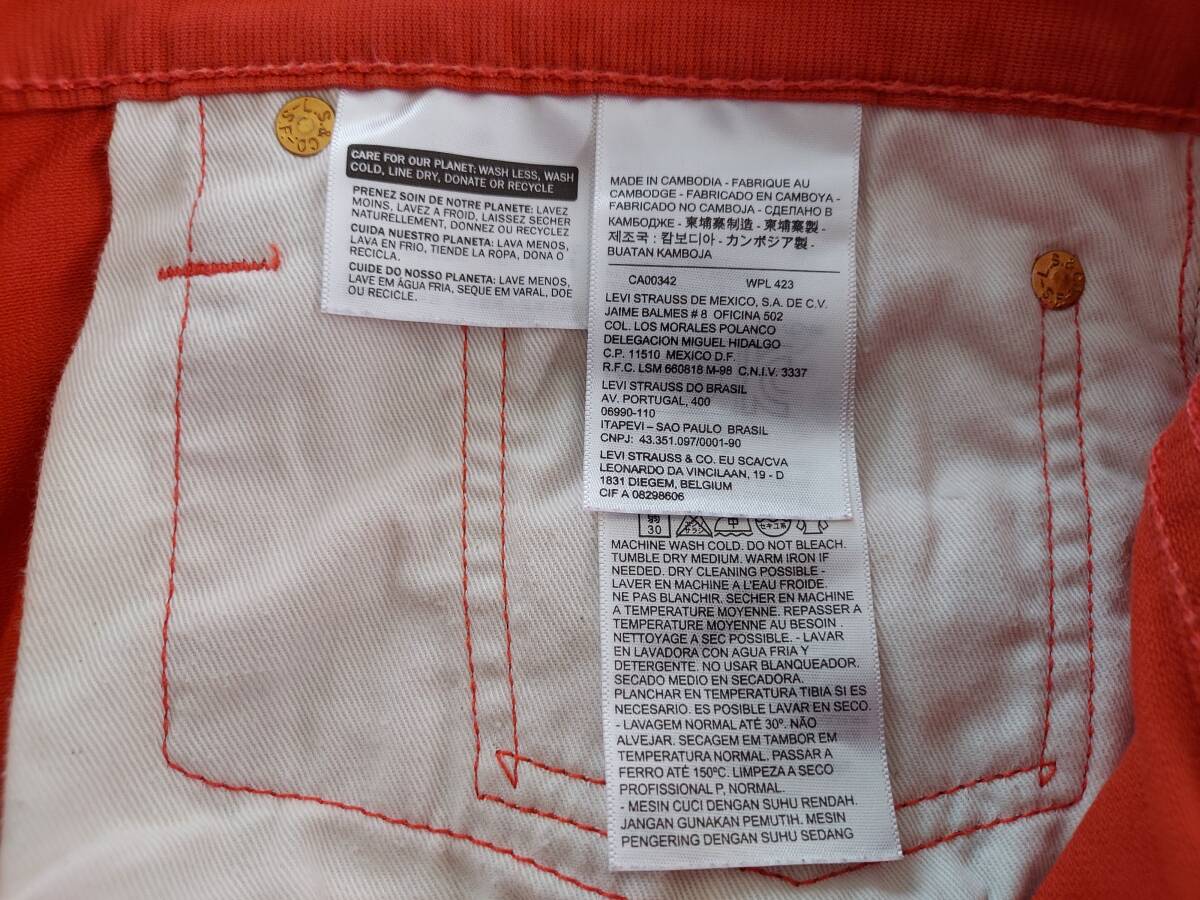 L.S.& CO.-S.F.-
CARE FOR OUR PLANET: WASH LESS, WASH
COLD, LINE DRY, DONATE OR RECYCLE
PRENEZ SOIN DE NOTRE PLANETE: LAVEZ
MOINS, LAVEZ A FROID, LAISSEZ SECHER
NATURELLEMENT, DONNEZ OU RECYCLEZ
CUIDA NUESTRO PLANETA: LAVA MENOS,
LAVA EN FRIO, TIENDE LA ROPA, DONA O
RECICLA.
CUIDE DO NOSSO PLANETA: LAVE MENOS,
LAVE EM ÁGUA FRIA, SEQUE EM VARAL, DOE
OU RECICLE.
MADE IN CAMBODIA - FABRIQUE AU
CAMBODGE - FABRICADO EN CAMBOYA -
FABRICADO NO CAMBOJA - СДЕЛАНО В
КАМБОДЖЕ - 柬埔寨制造 - 柬埔寨製 -
제조국 : 캄보디아 - カンボジア製 -
BUATAN KAMBOJA
CA00342 WPL 423
LEVI STRAUSS DE MEXICO, S.A. DE C.V.
JAIME BALMES # 8 OFICINA 502
COL. LOS MORALES POLANCO
DELEGACION MIGUEL HIDALGO
C.P. 11510 MEXICO D.F.
R.F.C. LSM 660818 M-98 C.N.I.V. 3337
LEVI STRAUSS DO BRASIL
AV. PORTUGAL, 400
06990-110
ITAPEVI – SAO PAULO BRASIL
CNPJ: 43.351.097/0001-90
LEVI STRAUSS & CO. EU SCA/CVA
LEONARDO DA VINCILAAN, 19 - D
1831 DIEGEM, BELGIUM
CIF A 08298606
弱 30
MACHINE WASH COLD. DO NOT BLEACH.
TUMBLE DRY MEDIUM. WARM IRON IF
NEEDED. DRY CLEANING POSSIBLE -
LAVER EN MACHINE A L'EAU FROIDE.
NE PAS BLANCHIR. SECHER EN MACHINE
A TEMPERATURE MOYENNE. REPASSER A
TEMPERATURE MOYENNE AU BESOIN .
NETTOYAGE A SEC POSSIBLE. - LAVAR
EN LAVADORA CON AGUA FRIA Y
DETERGENTE. NO USAR BLANQUEADOR.
SECADO MEDIO EN SECADORA.
PLANCHAR EN TEMPERATURA TIBIA SI ES
NECESARIO. ES POSIBLE LAVAR EN SECO.
- LAVAGEM NORMAL ATÉ 30º. NÃO
ALVEJAR. SECAGEM EM TAMBOR EM
TEMPERATURA NORMAL. PASSAR A
FERRO ATÉ 150ºC. LIMPEZA A SECO
PROFISSIONAL P, NORMAL.
- MESIN CUCI DENGAN SUHU RENDAH.
JANGAN GUNAKAN PEMUTIH. MESIN
PENGERING DENGAN SUHU SEDANG